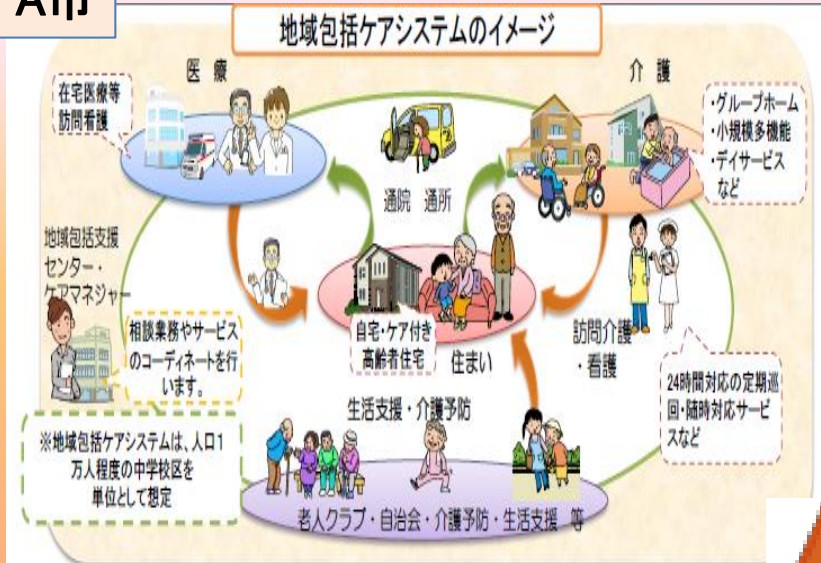 A市
地域包括ケアシステムのイメージ
医 療
介 護
在宅医療等
訪問看護
・グループホーム
・小規模多機能
・デイサービス
など
通院 通所
地域包括支援
センター・
ケアマネジャー
相談業務やサービス
のコーディネートを行
います。
自宅・ケア付き
高齢者住宅
住まい
訪問介護
・看護
24時間対応の定期巡
回・随時対応サービ
スなど
生活支援・介護予防
※地域包括ケアシステムは、人口1
万人程度の中学校区を
単位として想定
老人クラブ・自治会・介護予防・生活支援 等